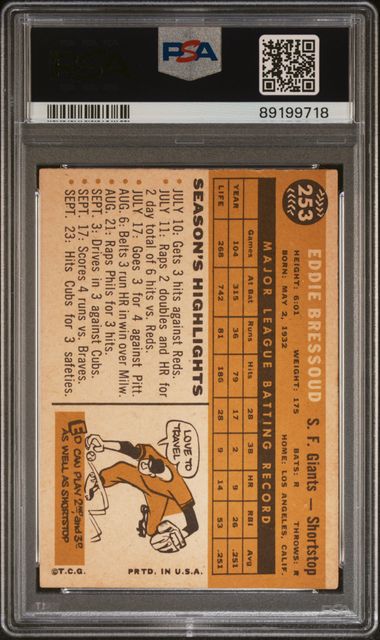 PSA
89199718
253
EDDIE BRESSOUD S. F. Giants — Shortstop
HEIGHT: 6:01 WEIGHT: 175 BATS: R THROWS: R
BORN: MAY 2, 1932 HOME: LOS ANGELES, CALIF.
MAJOR LEAGUE BATTING RECORD
Games At Bat Runs Hits 2B 3B HR RBI Avg
YEAR 104 315 36 79 17 2 9 26 .251
LIFE 268 742 81 186 28 9 14 53 .251
SEASON'S HIGHLIGHTS
JULY 10: Gets 3 hits against Reds.
JULY 11: Raps 2 doubles and HR for
2 day total of 6 hits vs. Reds.
JULY 17: Goes 3 for 4 against Pitt.
AUG. 6: Belts 3 run HR in win over Milw.
AUG. 21: Raps Phils for 3 hits.
SEPT. 3: Drives in 3 against Cubs.
SEPT. 17: Scores 4 runs vs. Braves.
SEPT. 23: Hits Cubs for 3 safeties.
I LOVE TO
TRAVEL
ED CAN PLAY 2nd and 3rd
AS WELL AS SHORTSTOP
©T.C.G. PRTD. IN U.S.A.